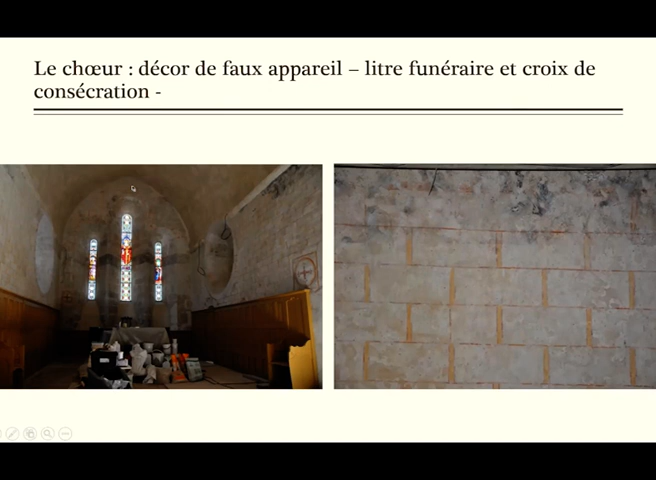 Le chœur : décor de faux appareil – litre funéraire et croix de
consécration -